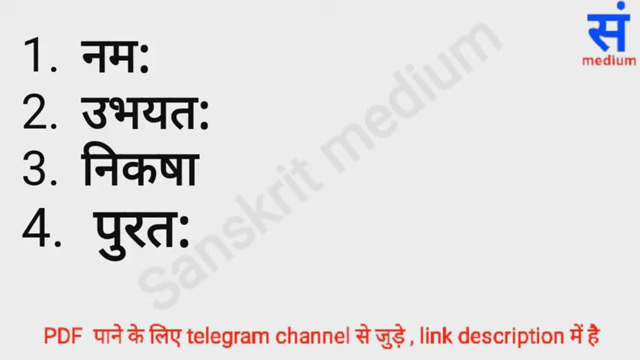 सं
medium
1. नम:
2. उभयत:
3. निकषा
4. पुरत:
Sanskrit medium
PDF पाने के लिए telegram channel से जुड़े , link description में है